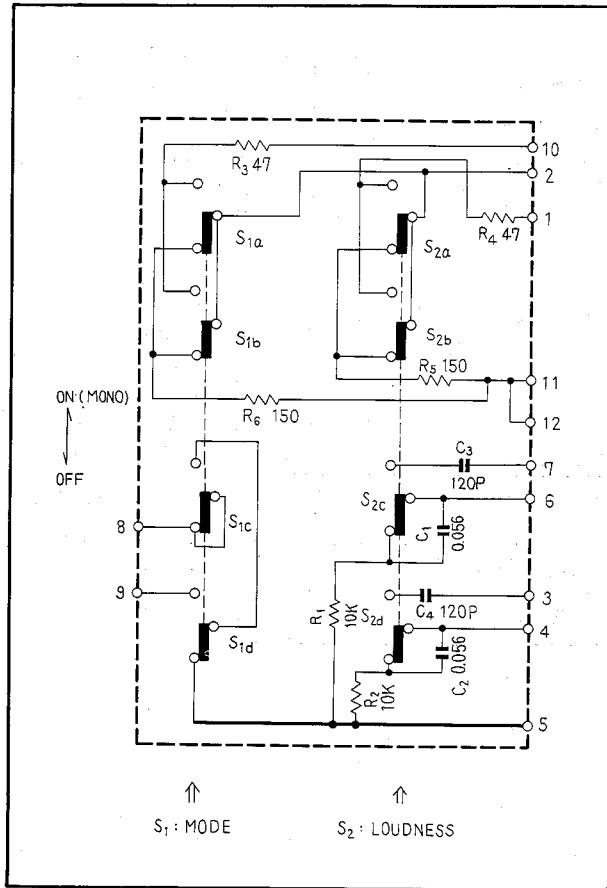 10
R3 47
2
1
S1a
S2a
R4 47
S1b
S2b
R5 150
11
ON (MONO)
R6 150
12
OFF
C3
7
120P
6
S2c
S1c
C1
0.056
8
9
3
R1
10K
S2d
C4 120P
4
S1d
C2 0.056
R2
10K
5
S1 : MODE
S2 : LOUDNESS